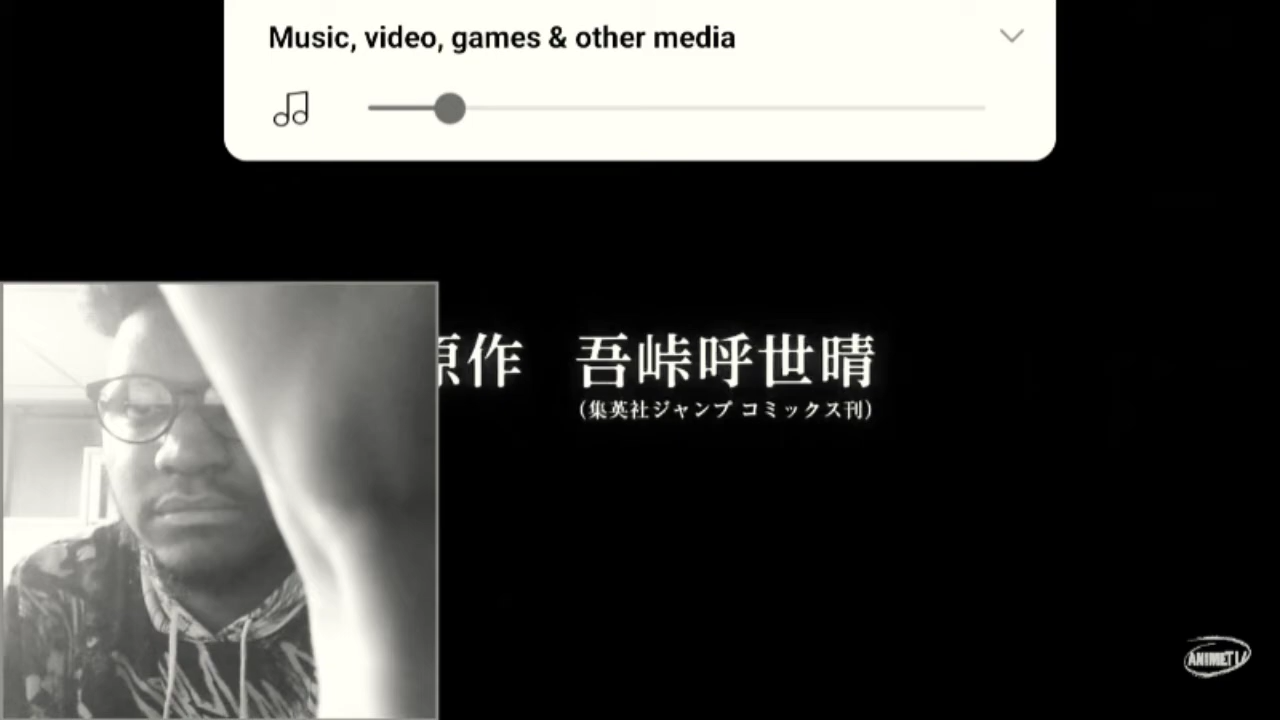 Music, video, games & other media
原作 吾峠呼世晴
(集英社ジャンプ コミックス刊)
ANIMETV